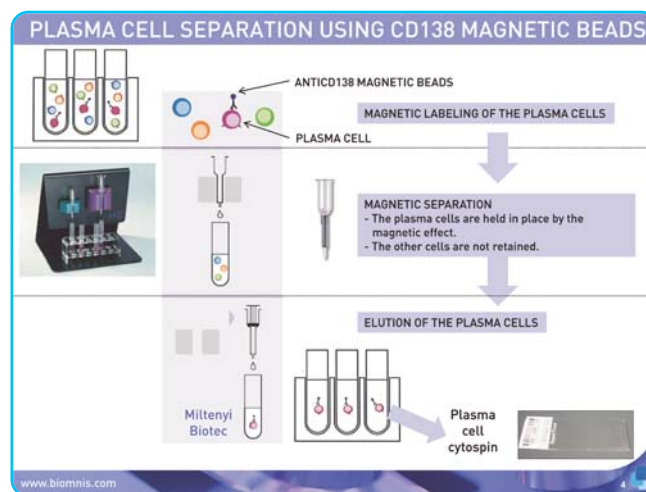 PLASMA CELL SEPARATION USING CD138 MAGNETIC BEADS
ANTICD138 MAGNETIC BEADS
MAGNETIC LABELING OF THE PLASMA CELLS
PLASMA CELL
MAGNETIC SEPARATION
- The plasma cells are held in place by the
magnetic effect.
- The other cells are not retained.
ELUTION OF THE PLASMA CELLS
Miltenyi
Biotec
Plasma
cell
cytospin
www.biomnis.com
4